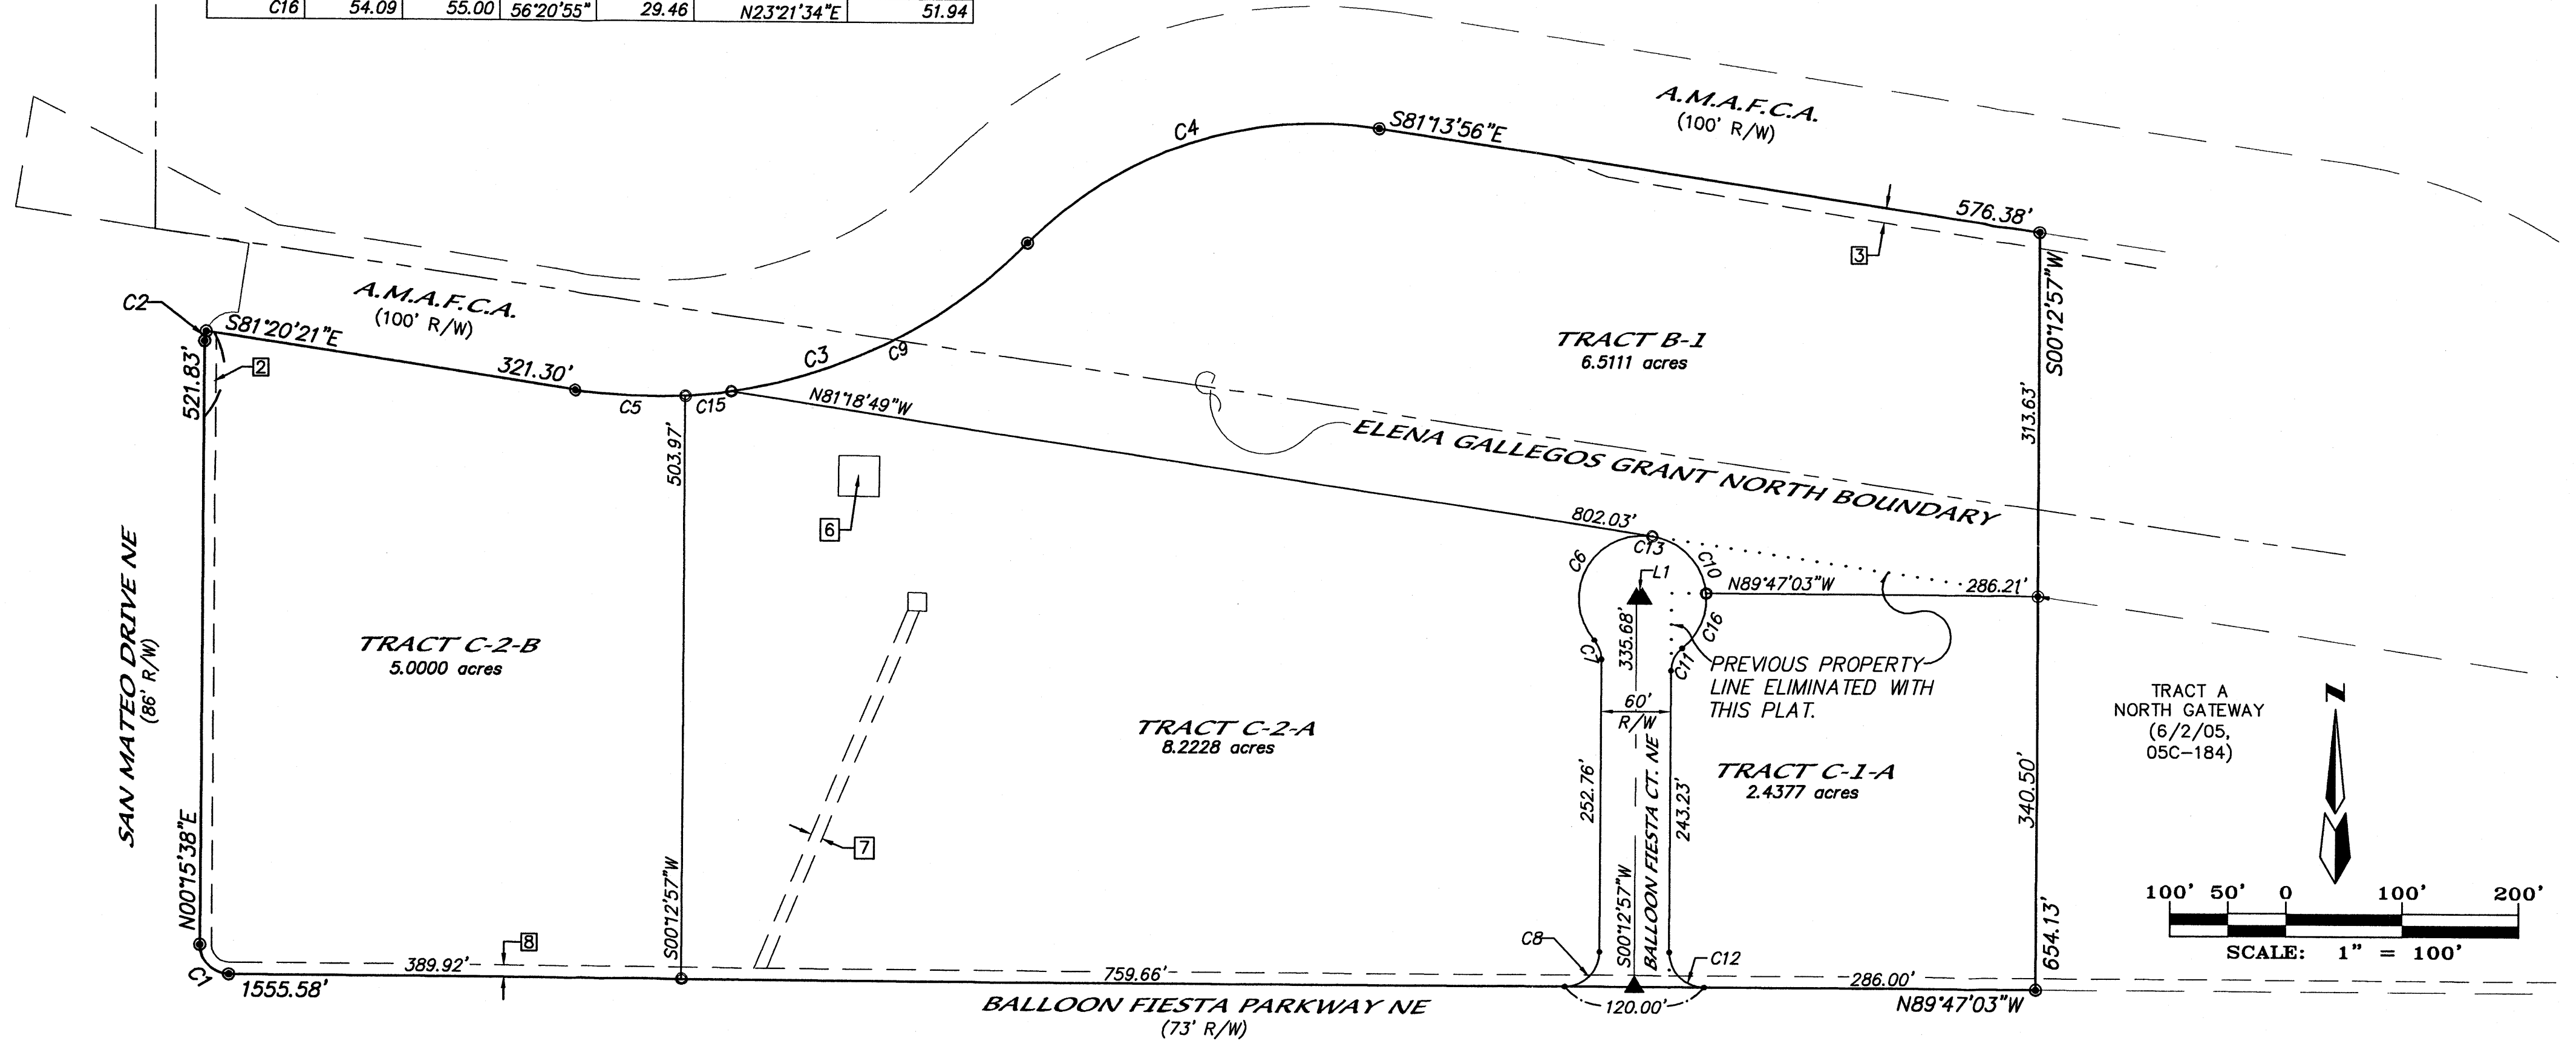 C16 54.09 55.00 56°20'55" 29.46 N23°21'34"E 51.94
A.M.A.F.C.A.
(100' R/W)
C4
S81°13'56"E
576.38'
3
C2
A.M.A.F.C.A.
(100' R/W)
S81°20'21"E
321.30'
521.83'
2
C5
C15
C3
C9
N81°18'49"W
TRACT B-1
6.5111 acres
S00°12'57"W
313.63'
503.97'
6
ELENA GALLEGOS GRANT NORTH BOUNDARY
802.03'
C13
C6
C10
L1
N89°47'03"W
286.21'
C16
C7
C11
335.68'
PREVIOUS PROPERTY
LINE ELIMINATED WITH
THIS PLAT.
SAN MATEO DRIVE NE
(86' R/W)
TRACT C-2-B
5.0000 acres
TRACT C-2-A
8.2228 acres
60'
R/W
252.76'
243.23'
BALLOON FIESTA CT. NE
S00°12'57"W
TRACT C-1-A
2.4377 acres
340.50'
TRACT A
NORTH GATEWAY
(6/2/05,
05C-184)
N
7
N00°15'38"E
S00°12'57"W
8
C1
389.92'
1555.58'
759.66'
C8
C12
120.00'
286.00'
N89°47'03"W
654.13'
BALLOON FIESTA PARKWAY NE
(73' R/W)
100' 50' 0 100' 200'
SCALE: 1" = 100'